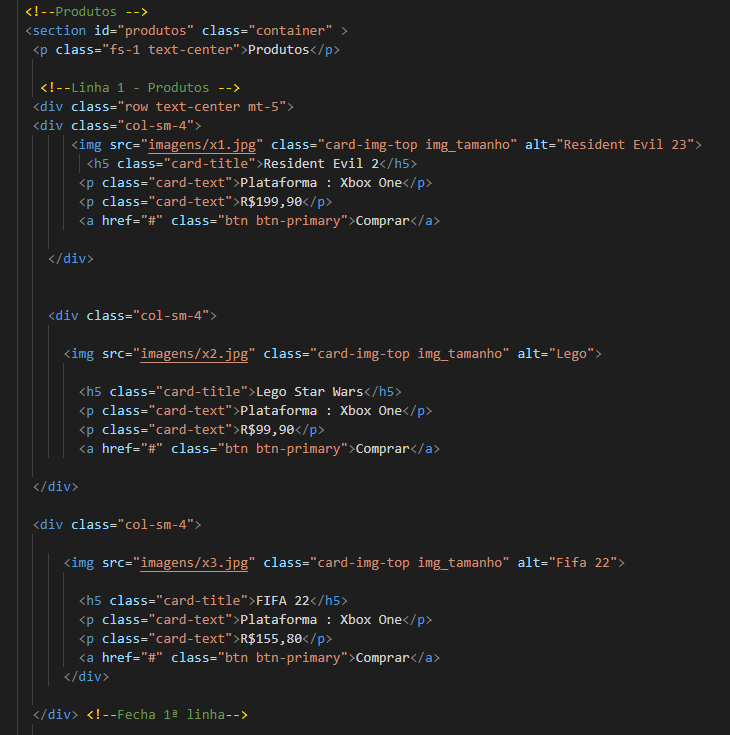 <!--Produtos -->
<section id="produtos" class="container" >
<p class="fs-1 text-center">Produtos</p>
<!--Linha 1 - Produtos -->
<div class="row text-center mt-5">
<div class="col-sm-4">
<img src="imagens/x1.jpg" class="card-img-top img_tamanho" alt="Resident Evil 23">
<h5 class="card-title">Resident Evil 2</h5>
<p class="card-text">Plataforma : Xbox One</p>
<p class="card-text">R$199,90</p>
<a href="#" class="btn btn-primary">Comprar</a>
</div>
<div class="col-sm-4">
<img src="imagens/x2.jpg" class="card-img-top img_tamanho" alt="Lego">
<h5 class="card-title">Lego Star Wars</h5>
<p class="card-text">Plataforma : Xbox One</p>
<p class="card-text">R$99,90</p>
<a href="#" class="btn btn-primary">Comprar</a>
</div>
<div class="col-sm-4">
<img src="imagens/x3.jpg" class="card-img-top img_tamanho" alt="Fifa 22">
<h5 class="card-title">FIFA 22</h5>
<p class="card-text">Plataforma : Xbox One</p>
<p class="card-text">R$155,80</p>
<a href="#" class="btn btn-primary">Comprar</a>
</div>
</div> <!--Fecha 1ª linha-->